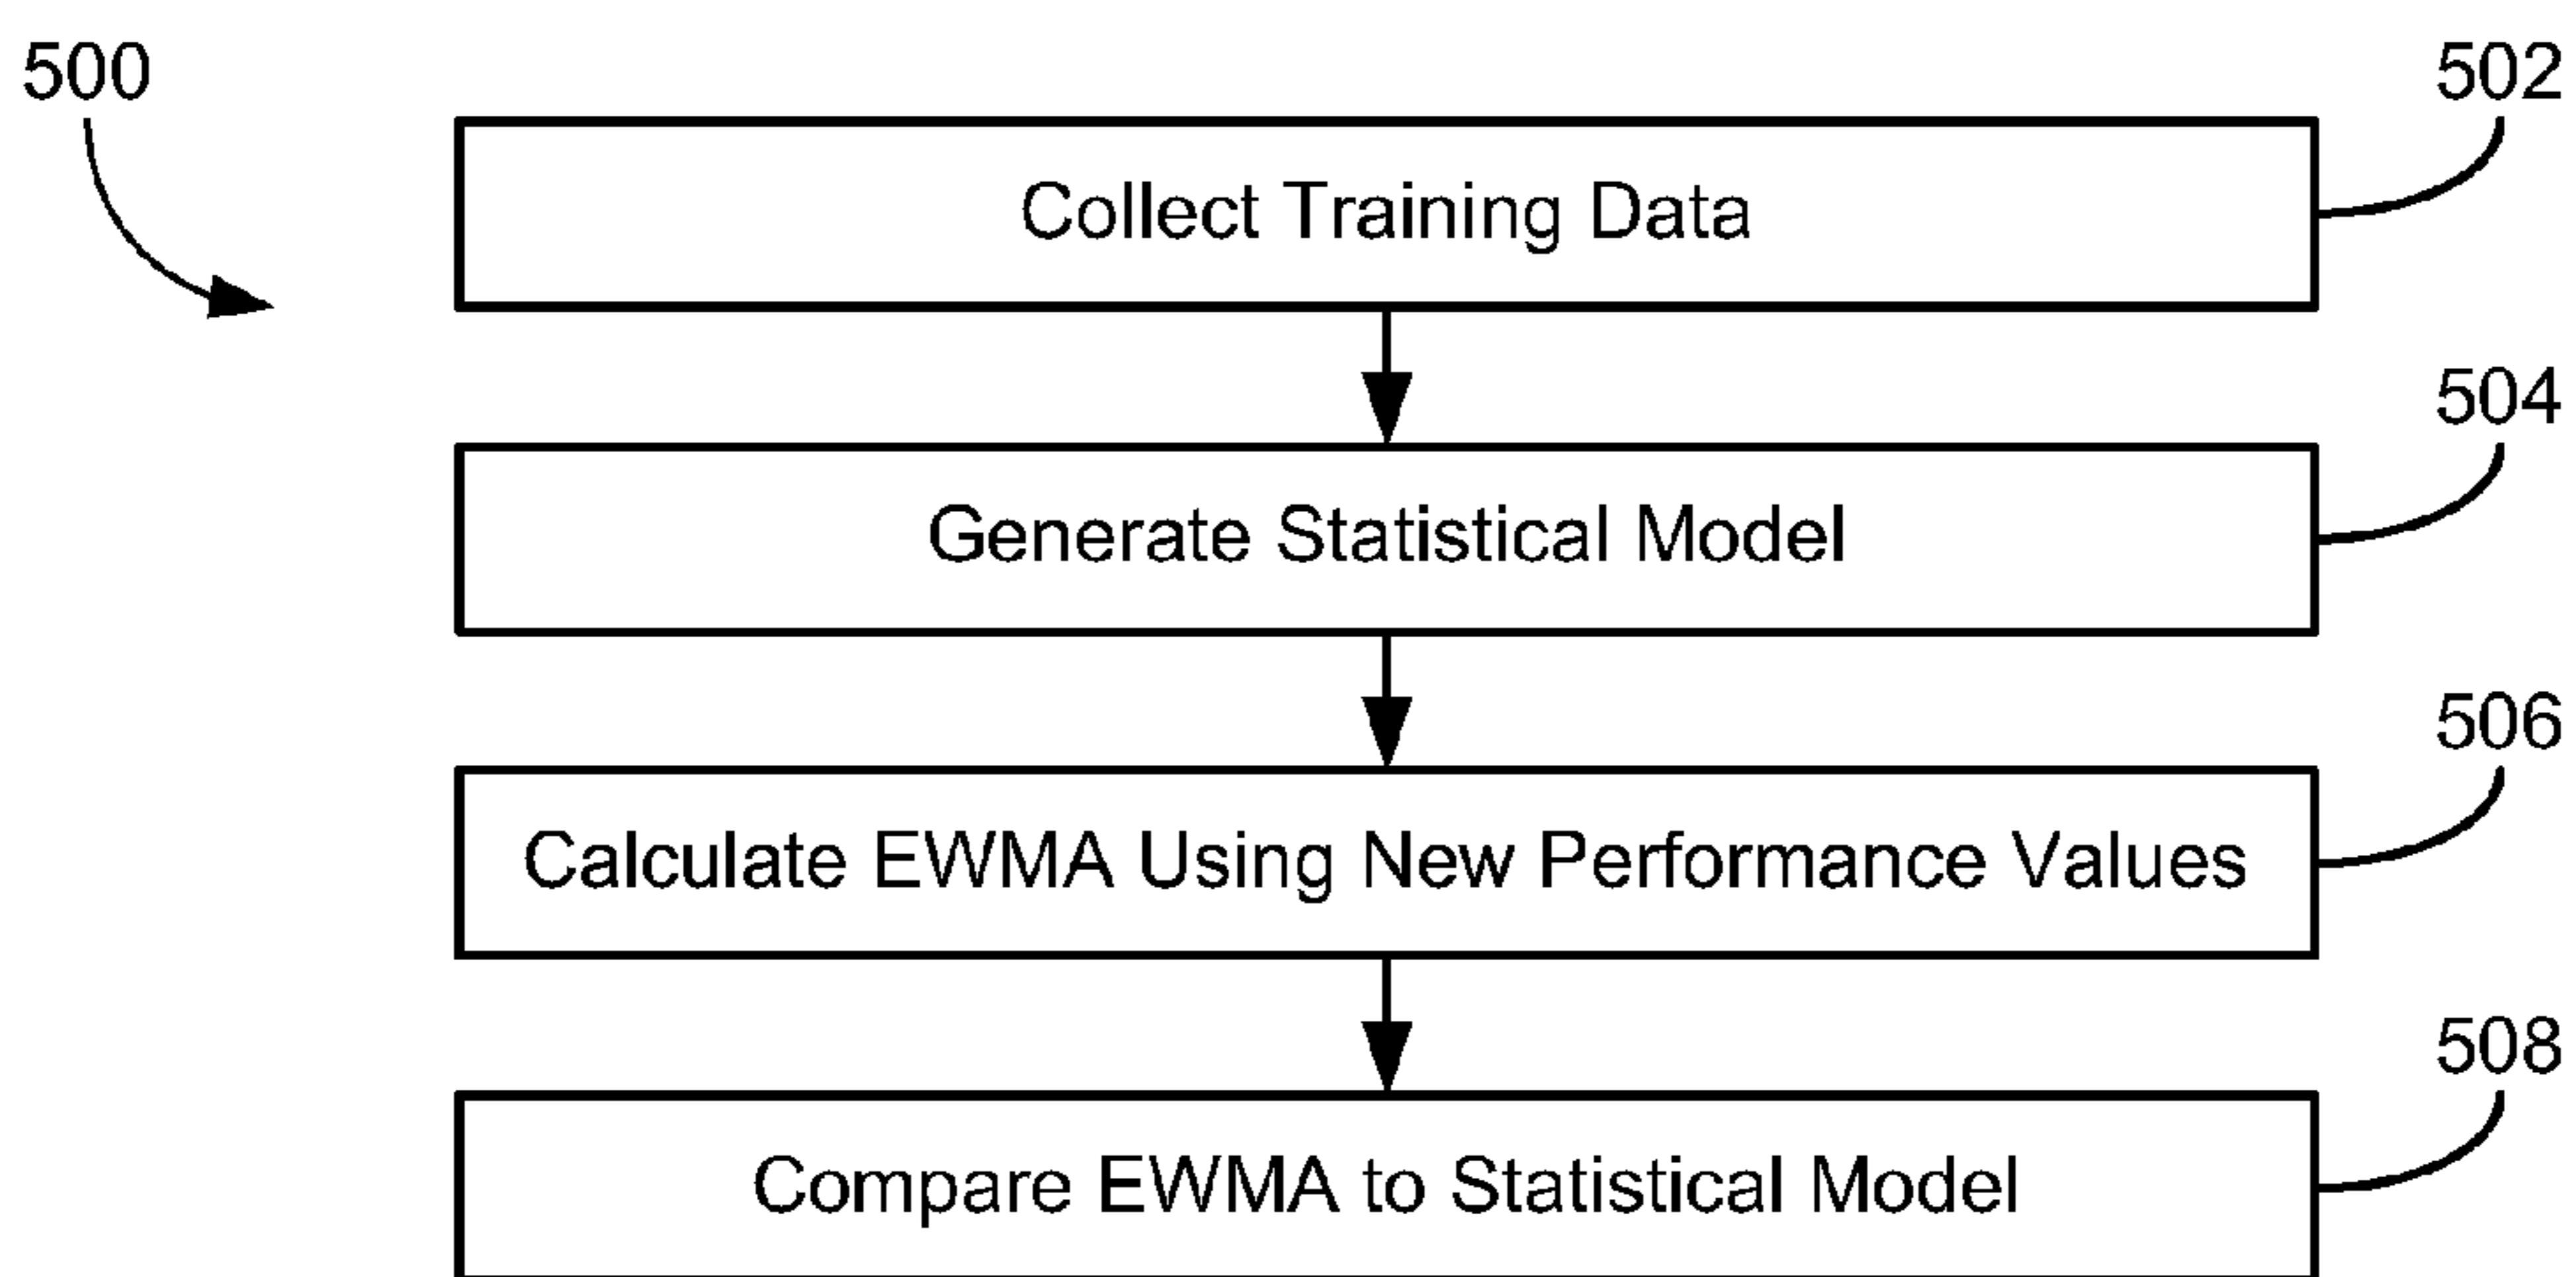 500
502
Collect Training Data
504
Generate Statistical Model
506
Calculate EWMA Using New Performance Values
508
Compare EWMA to Statistical Model